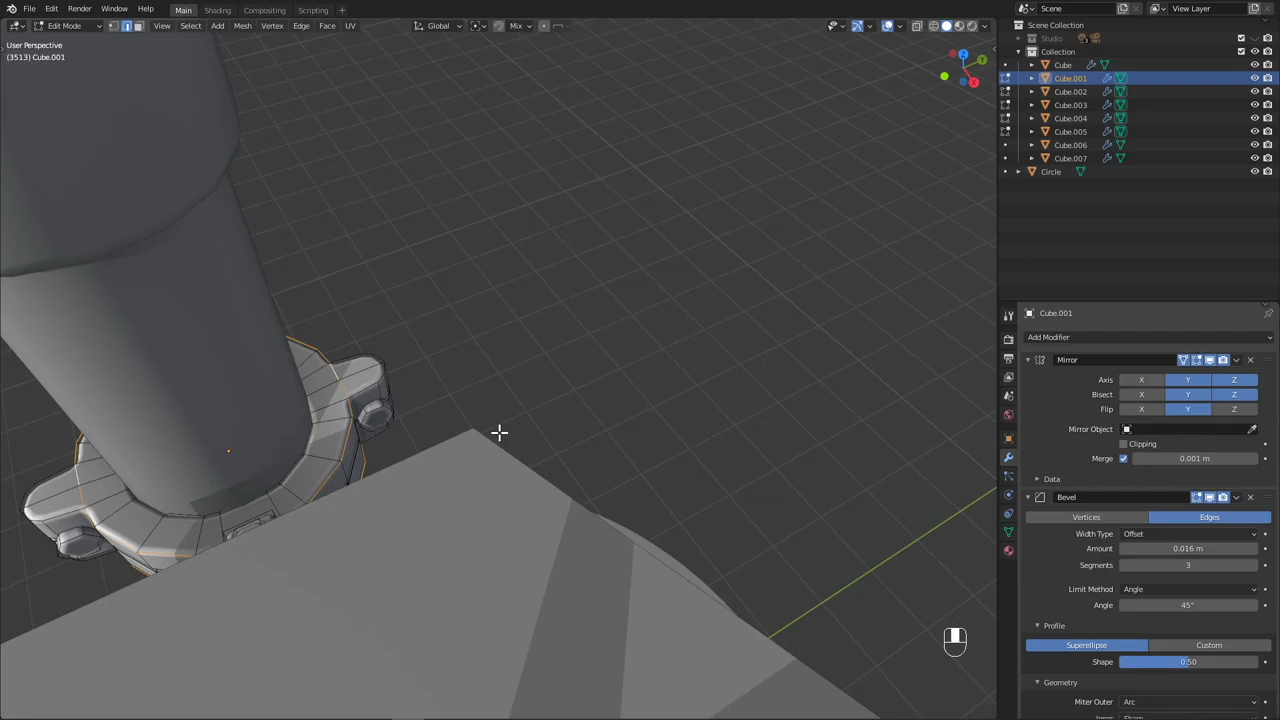 File Edit Render Window Help Main Shading Compositing Scripting Scene View Layer
Edit Mode View Select Add Mesh Vertex Edge Face UV Global Mix
User Perspective
(3513) Cube.001
Z
Y
X
Scene Collection
Studio
Collection
Cube
Cube.001
Cube.002
Cube.003
Cube.004
Cube.005
Cube.006
Cube.007
Circle
Cube.001
Add Modifier
Mirror
Axis X Y Z
Bisect X Y Z
Flip X Y Z
Mirror Object
Clipping
Merge 0.001 m
Data
Bevel
Vertices Edges
Width Type Offset
Amount 0.016 m
Segments 3
Limit Method Angle
Angle 45°
Profile
Superellipse Custom
Shape 0.50
Geometry
Miter Outer Arc